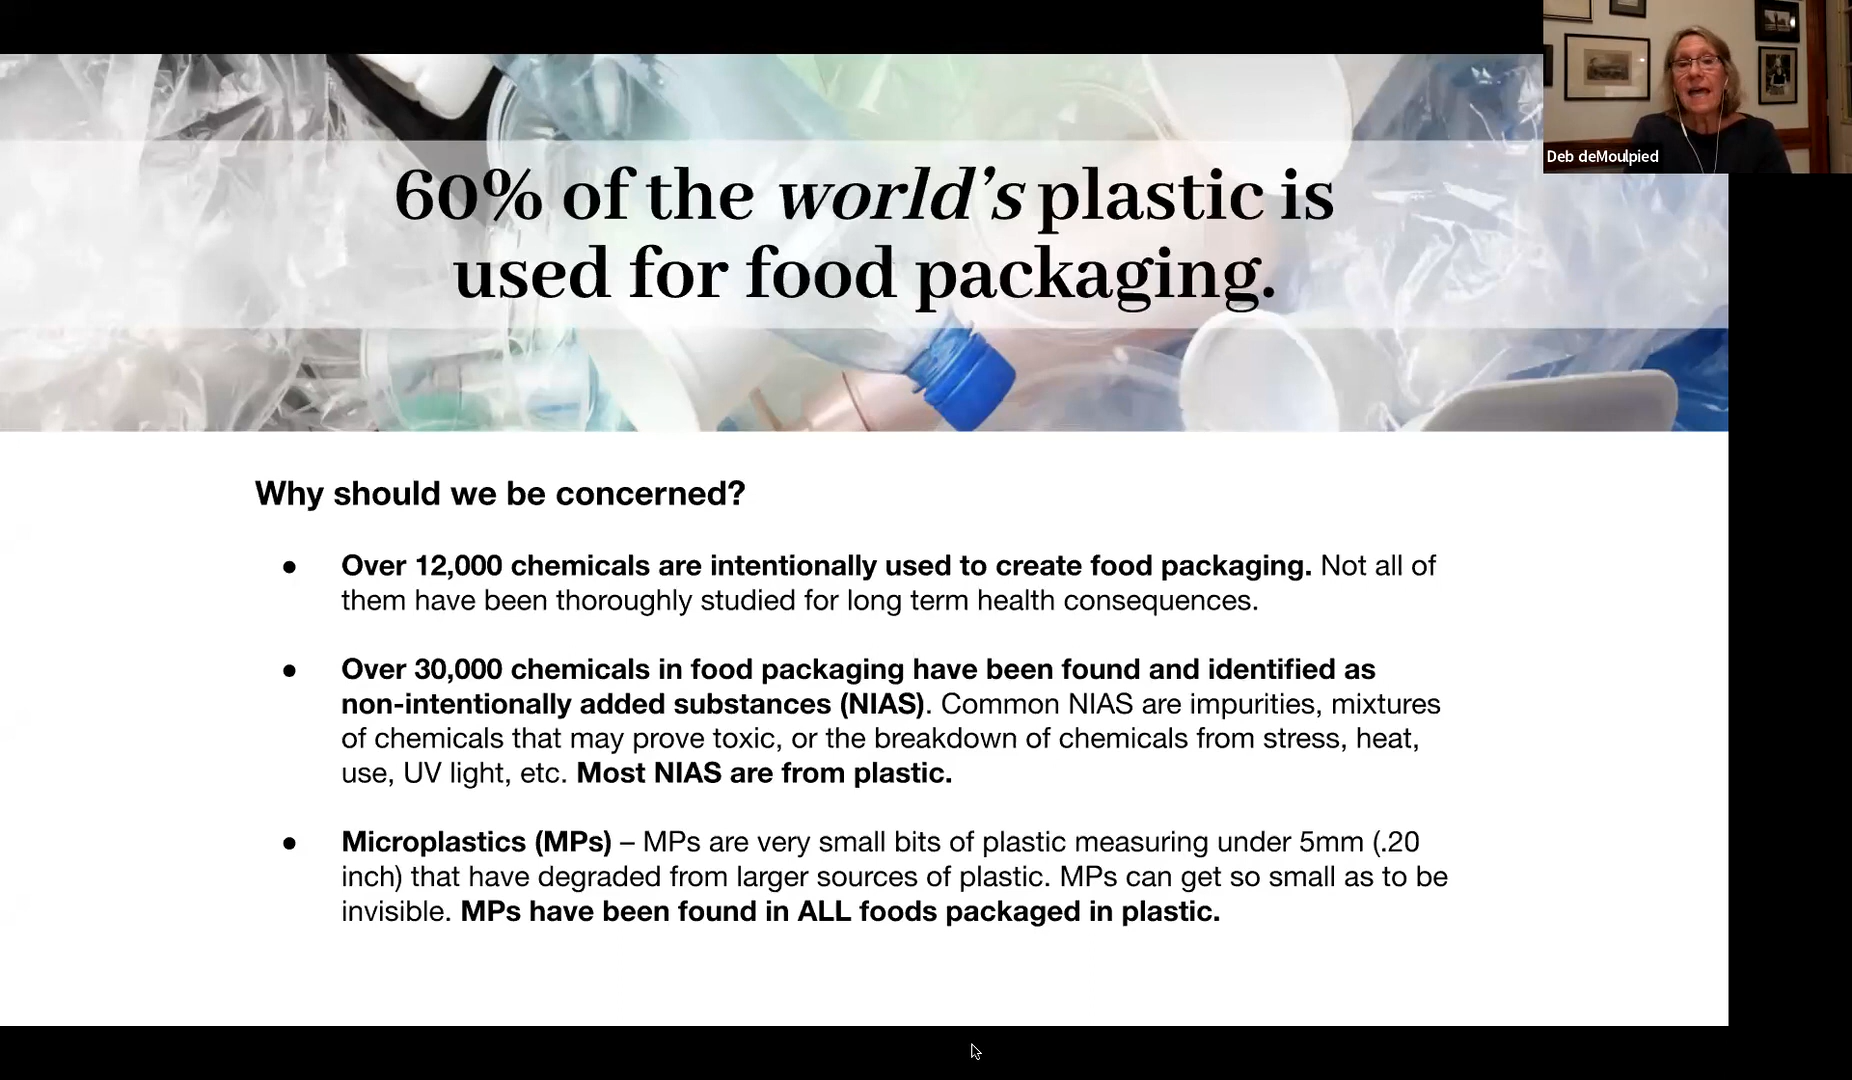 60% of the world's plastic is
used for food packaging.
Deb deMoulpied
Why should we be concerned?
● Over 12,000 chemicals are intentionally used to create food packaging. Not all of
them have been thoroughly studied for long term health consequences.
● Over 30,000 chemicals in food packaging have been found and identified as
non-intentionally added substances (NIAS). Common NIAS are impurities, mixtures
of chemicals that may prove toxic, or the breakdown of chemicals from stress, heat,
use, UV light, etc. Most NIAS are from plastic.
● Microplastics (MPs) – MPs are very small bits of plastic measuring under 5mm (.20
inch) that have degraded from larger sources of plastic. MPs can get so small as to be
invisible. MPs have been found in ALL foods packaged in plastic.